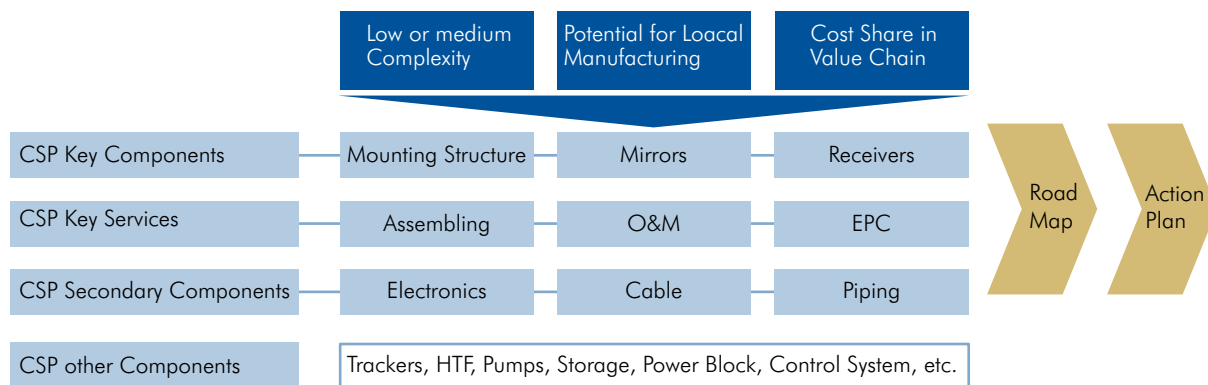 Low or medium
Complexity
Potential for Loacal
Manufacturing
Cost Share in
Value Chain
CSP Key Components
Mounting Structure
Mirrors
Receivers
CSP Key Services
Assembling
O&M
EPC
CSP Secondary Components
Electronics
Cable
Piping
CSP other Components
Trackers, HTF, Pumps, Storage, Power Block, Control System, etc.
Road
Map
Action
Plan